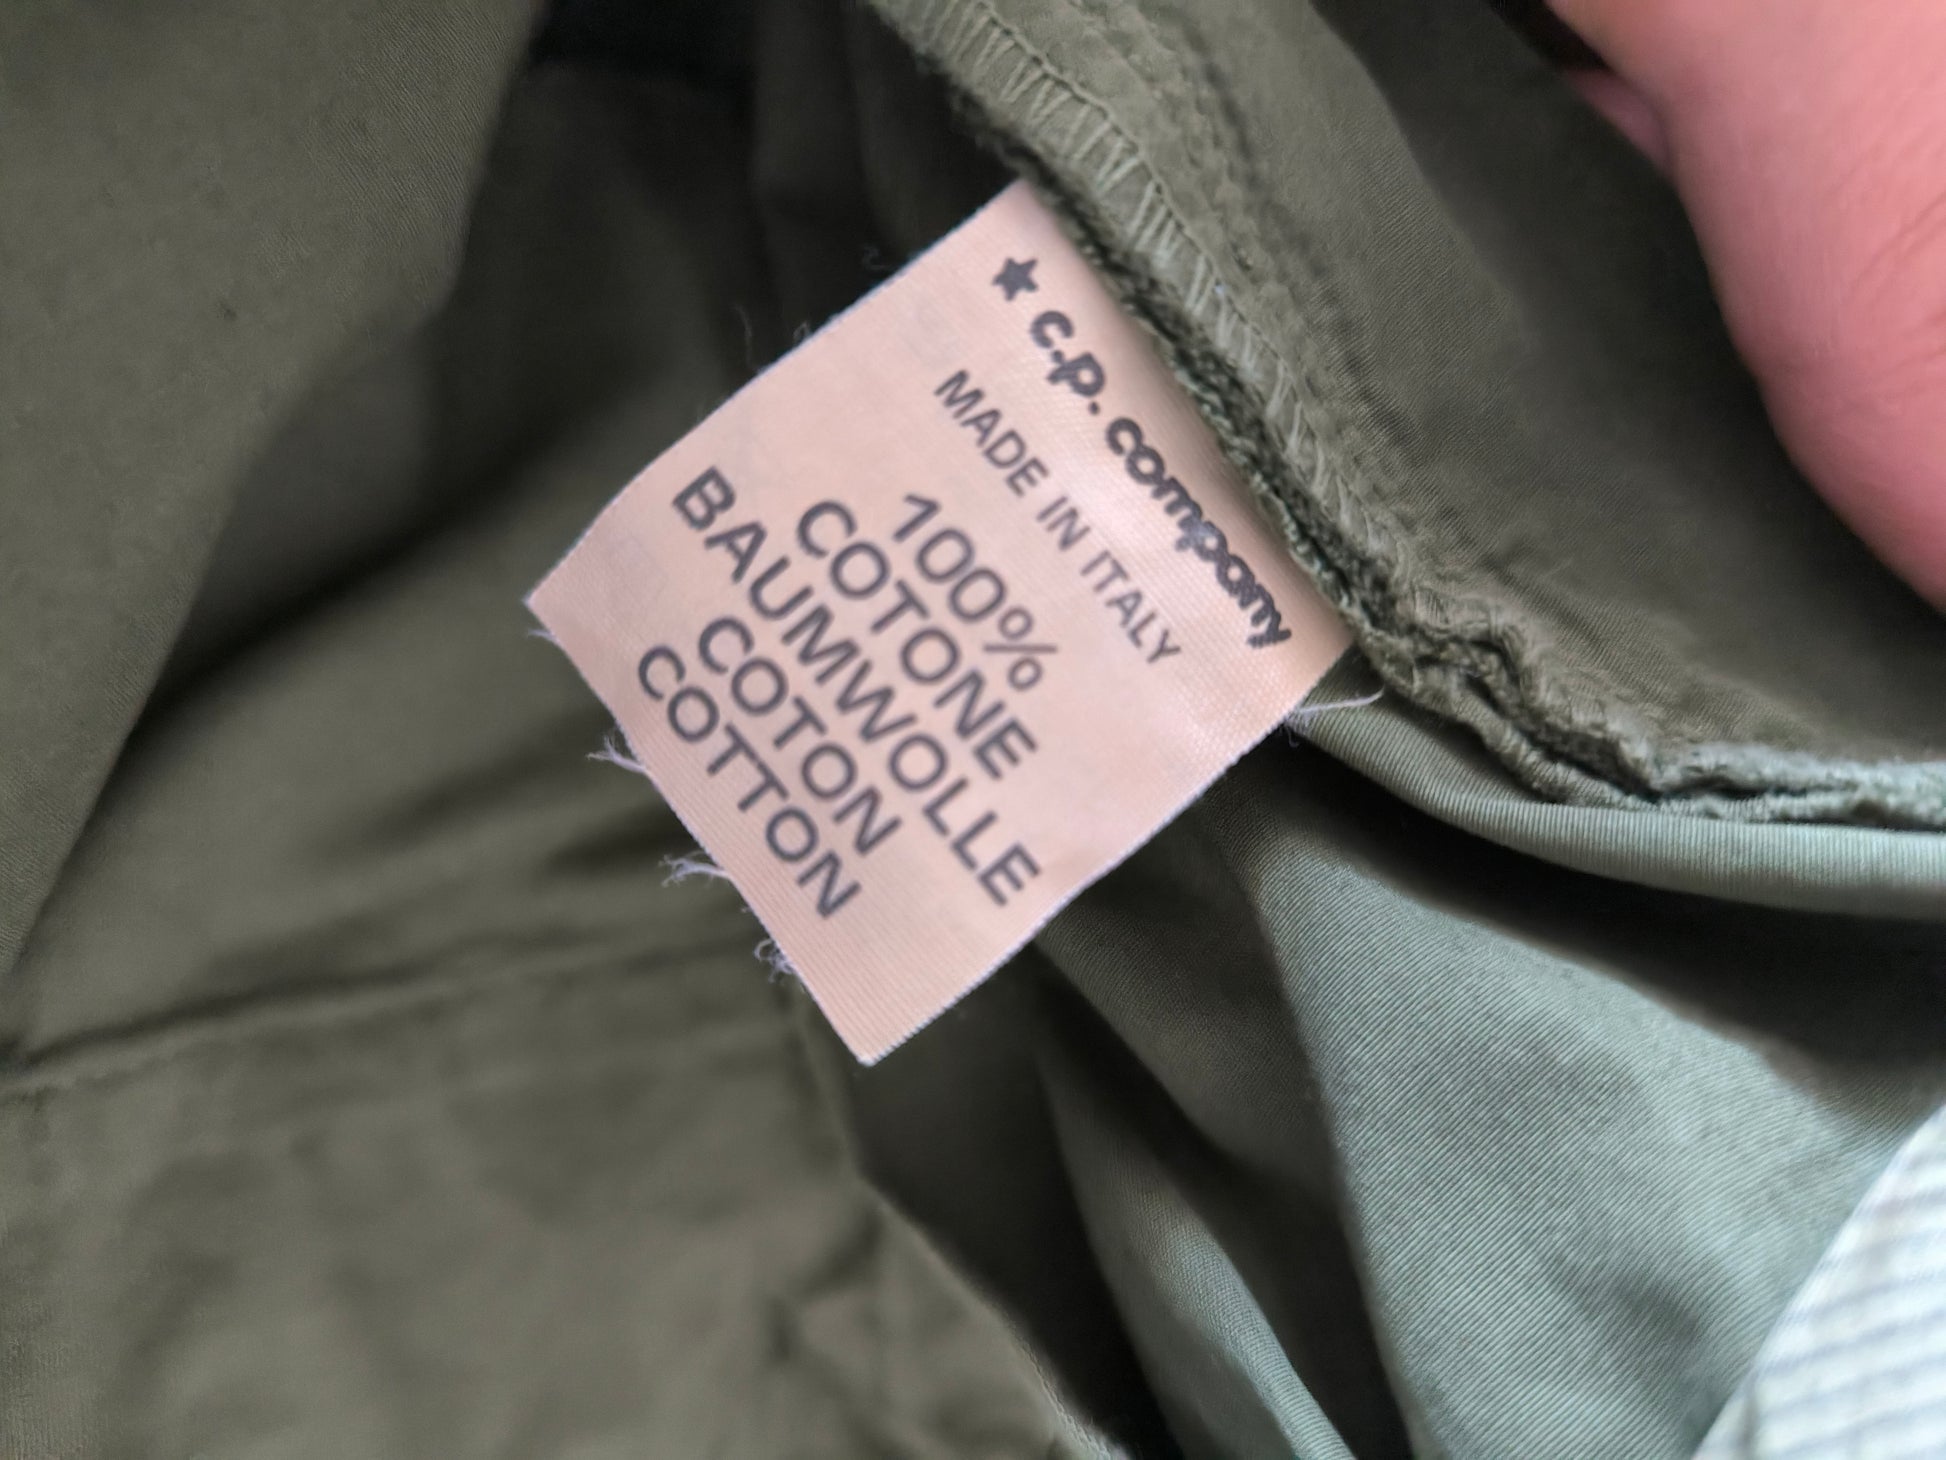 ★ c.p. company
MADE IN ITALY
100%
COTONE
BAUMWOLLE
COTON
COTTON